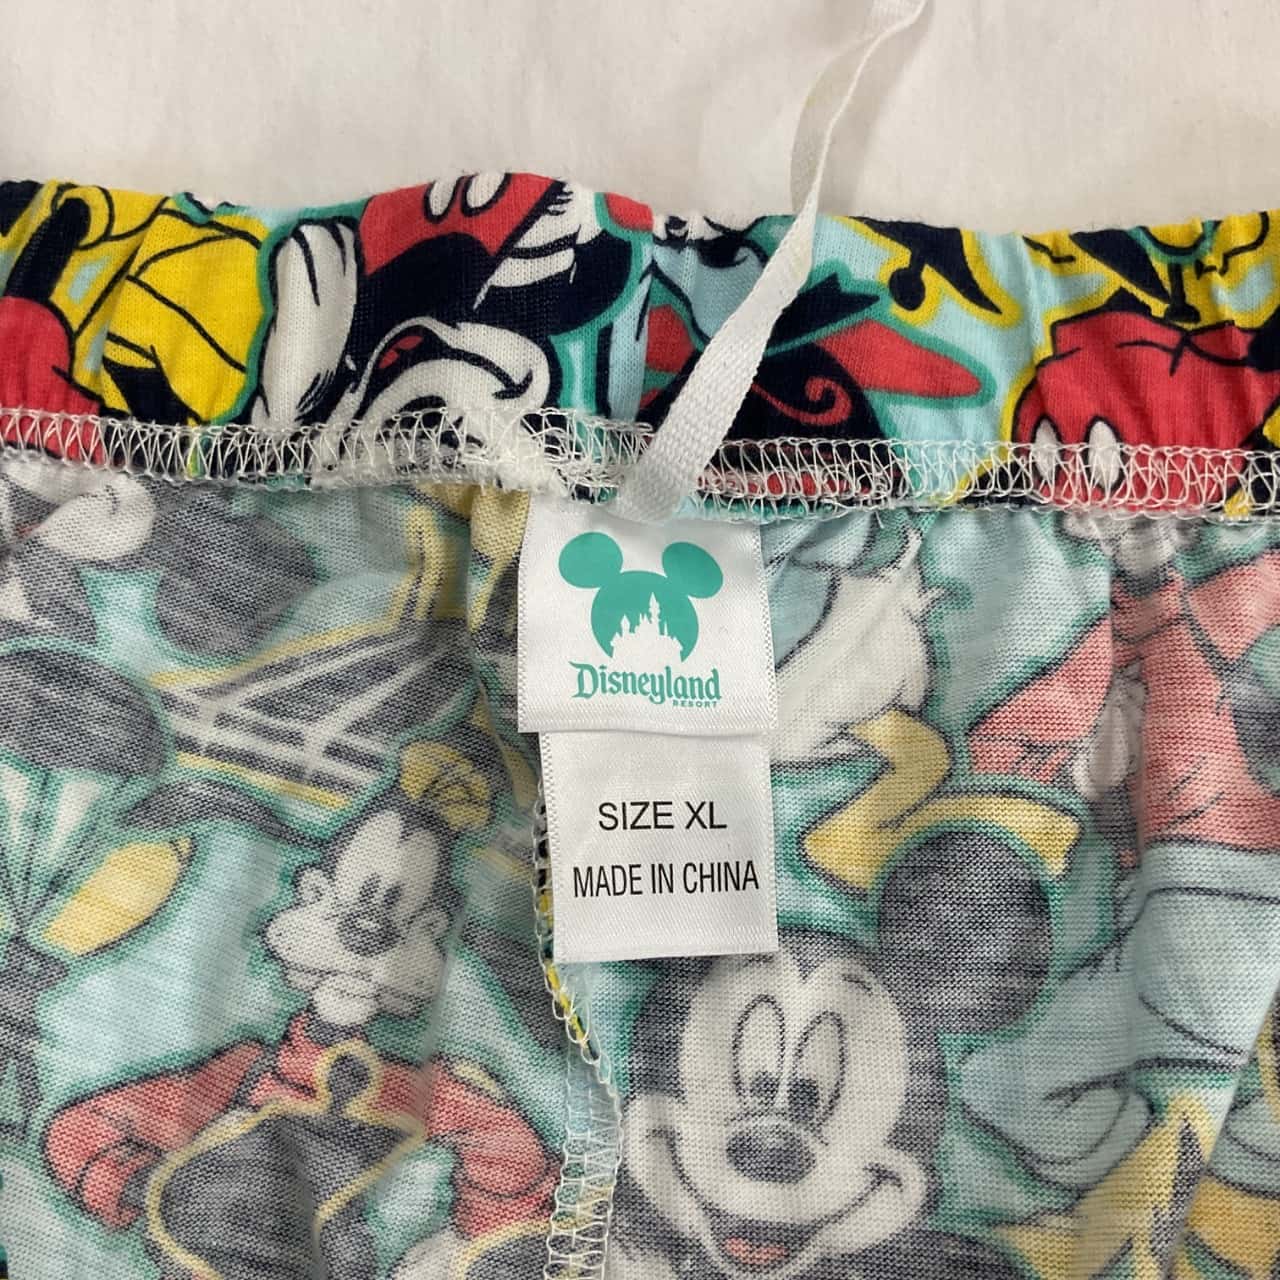 Disneyland
RESORT
SIZE XL
MADE IN CHINA